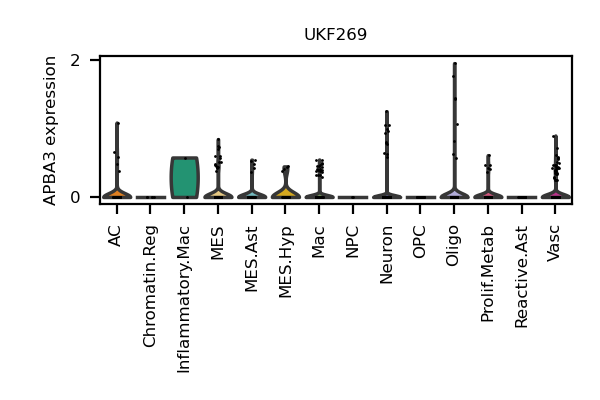 UKF269
APBA3 expression
2
0
AC
Chromatin.Reg
Inflammatory.Mac
MES
MES.Ast
MES.Hyp
Mac
NPC
Neuron
OPC
Oligo
Prolif.Metab
Reactive.Ast
Vasc